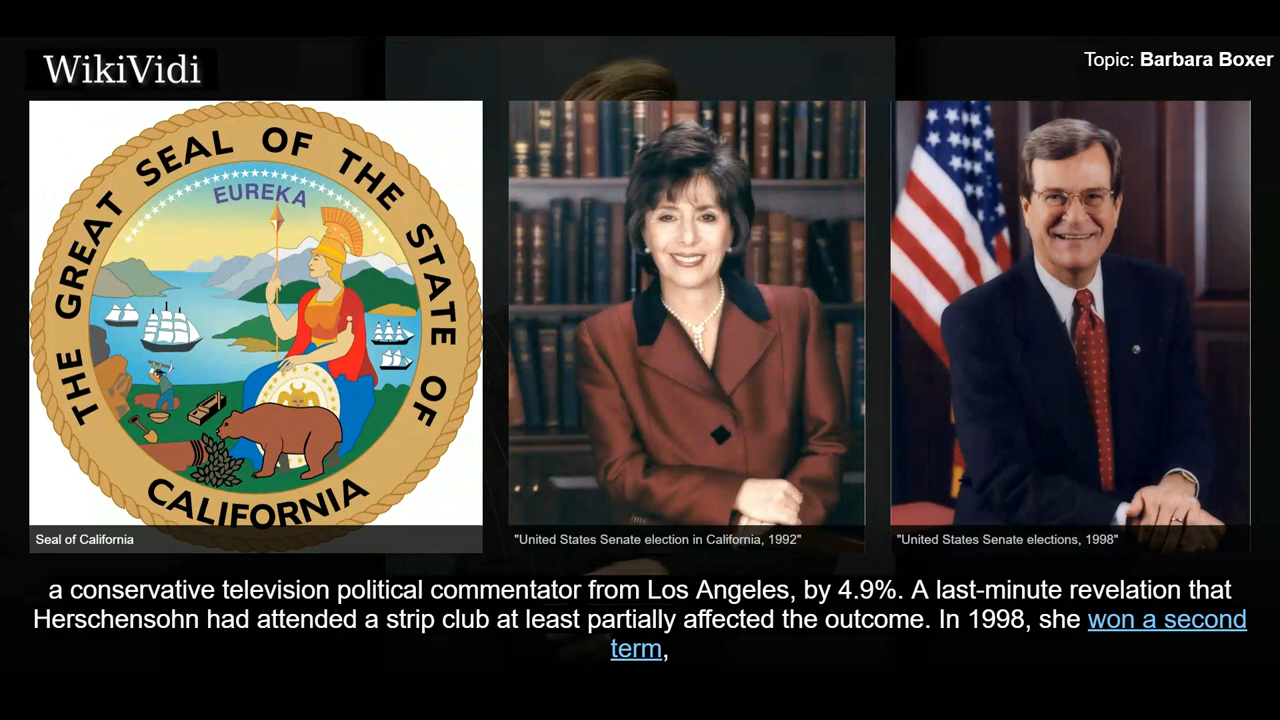 WikiVidi
Topic: Barbara Boxer
THE GREAT SEAL OF THE STATE OF CALIFORNIA
EUREKA
Seal of California
"United States Senate election in California, 1992"
"United States Senate elections, 1998"
a conservative television political commentator from Los Angeles, by 4.9%. A last-minute revelation that
Herschensohn had attended a strip club at least partially affected the outcome. In 1998, she won a second
term,